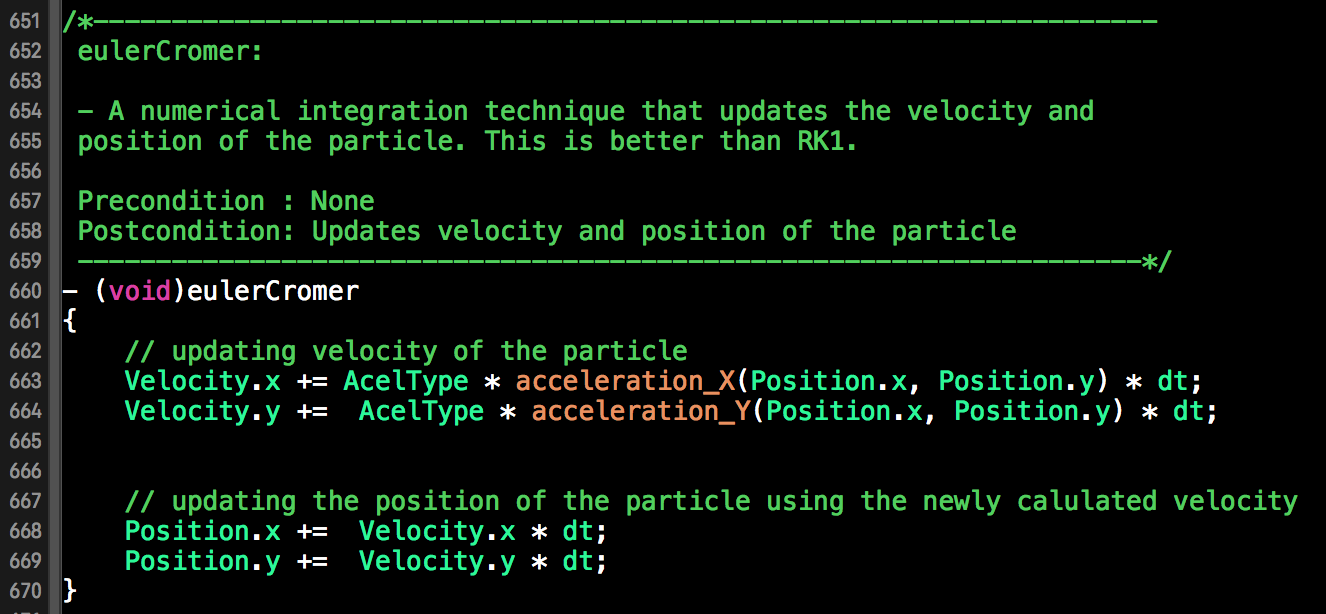 651 /*--------------------------------------------------------------------
652 eulerCromer:
653
654 - A numerical integration technique that updates the velocity and
655 position of the particle. This is better than RK1.
656
657 Precondition : None
658 Postcondition: Updates velocity and position of the particle
659 --------------------------------------------------------------------*/
660 - (void)eulerCromer
661 {
662     // updating velocity of the particle
663     Velocity.x += AcelType * acceleration_X(Position.x, Position.y) * dt;
664     Velocity.y +=  AcelType * acceleration_Y(Position.x, Position.y) * dt;
665
666
667     // updating the position of the particle using the newly calulated velocity
668     Position.x +=  Velocity.x * dt;
669     Position.y +=  Velocity.y * dt;
670 }